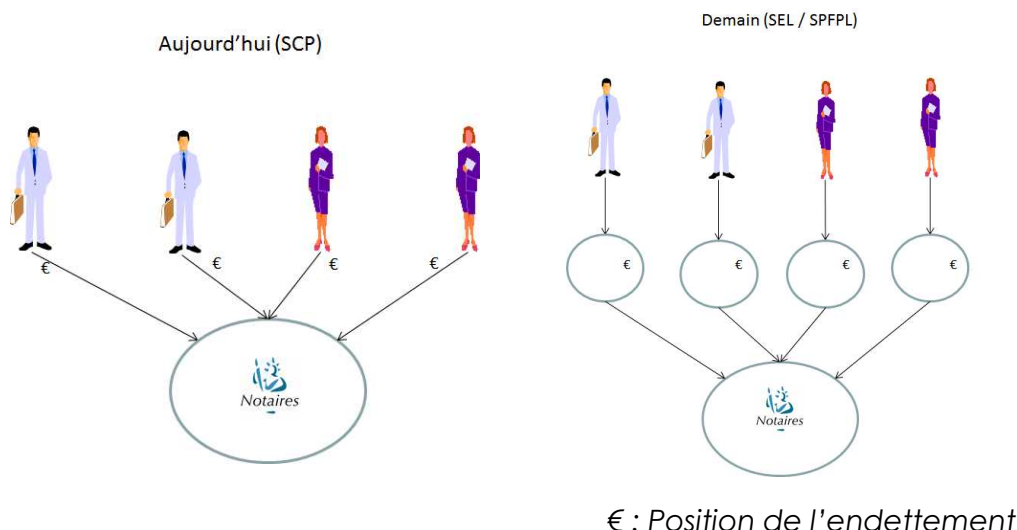 Aujourd'hui (SCP)
€
€
€
€
Notaires
Demain (SEL / SPFPL)
€
€
€
€
Notaires
€ : Position de l'endettement